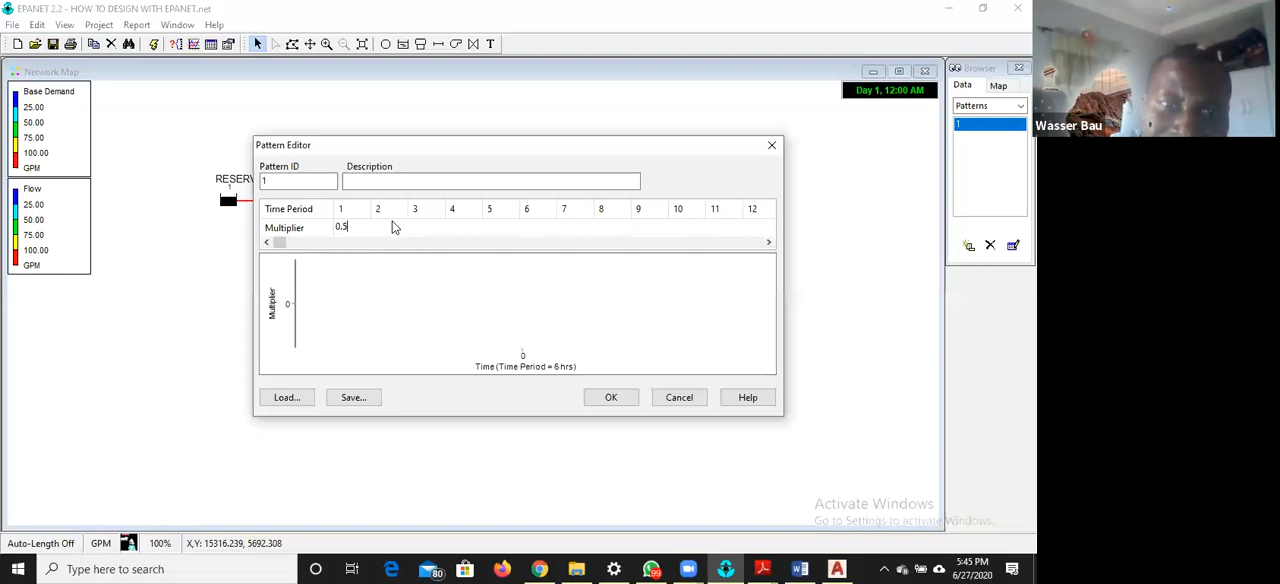 EPANET 2.2 - HOW TO DESIGN WITH EPANET.net
File Edit View Project Report Window Help
Network Map
Base Demand
25.00
50.00
75.00
100.00
GPM
Flow
25.00
50.00
75.00
100.00
GPM
RESERV
1
Day 1, 12:00 AM
Pattern Editor
Pattern ID Description
1
Time Period 1 2 3 4 5 6 7 8 9 10 11 12
Multiplier 0.5
Multiplier
0
0
Time (Time Period = 6 hrs)
Load... Save... OK Cancel Help
Browser
Data Map
Patterns
1
Wasser Bau
Activate Windows
Go to Settings to activate Windows.
Auto-Length Off GPM 100% X,Y: 15316.239, 5692.308
Type here to search
80
99
5:45 PM
6/27/2020